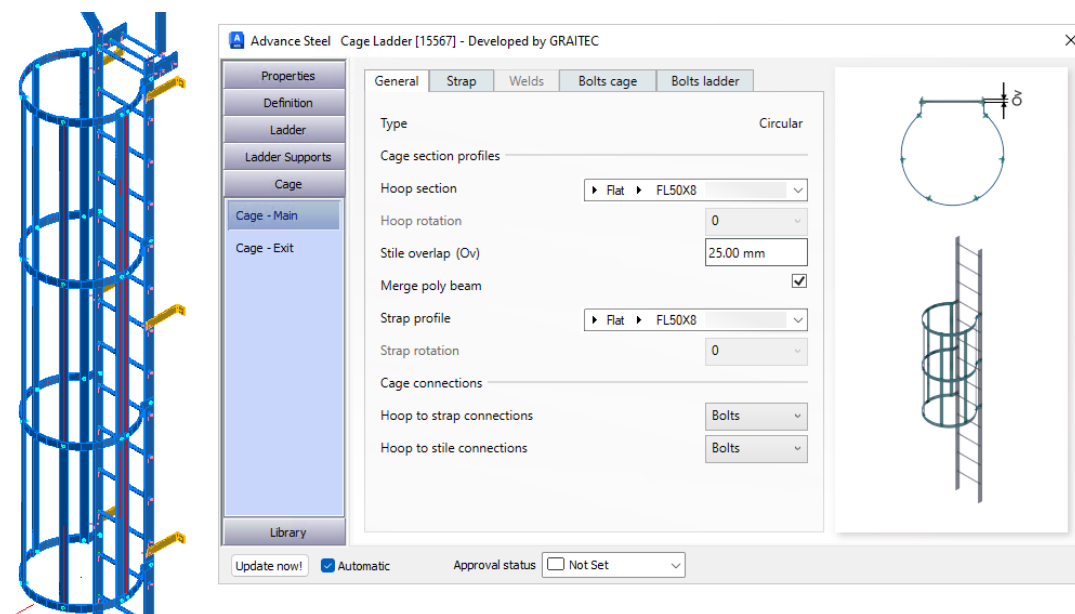 Advance Steel Cage Ladder [15567] - Developed by GRAITEC
Properties
Definition
Ladder
Ladder Supports
Cage
Cage - Main
Cage - Exit
Library
General Strap Welds Bolts cage Bolts ladder
Type Circular
Cage section profiles
Hoop section Flat FL50X8
Hoop rotation 0
Stile overlap (Ov) 25.00 mm
Merge poly beam
Strap profile Flat FL50X8
Strap rotation 0
Cage connections
Hoop to strap connections Bolts
Hoop to stile connections Bolts
Ov
Update now! Automatic Approval status Not Set